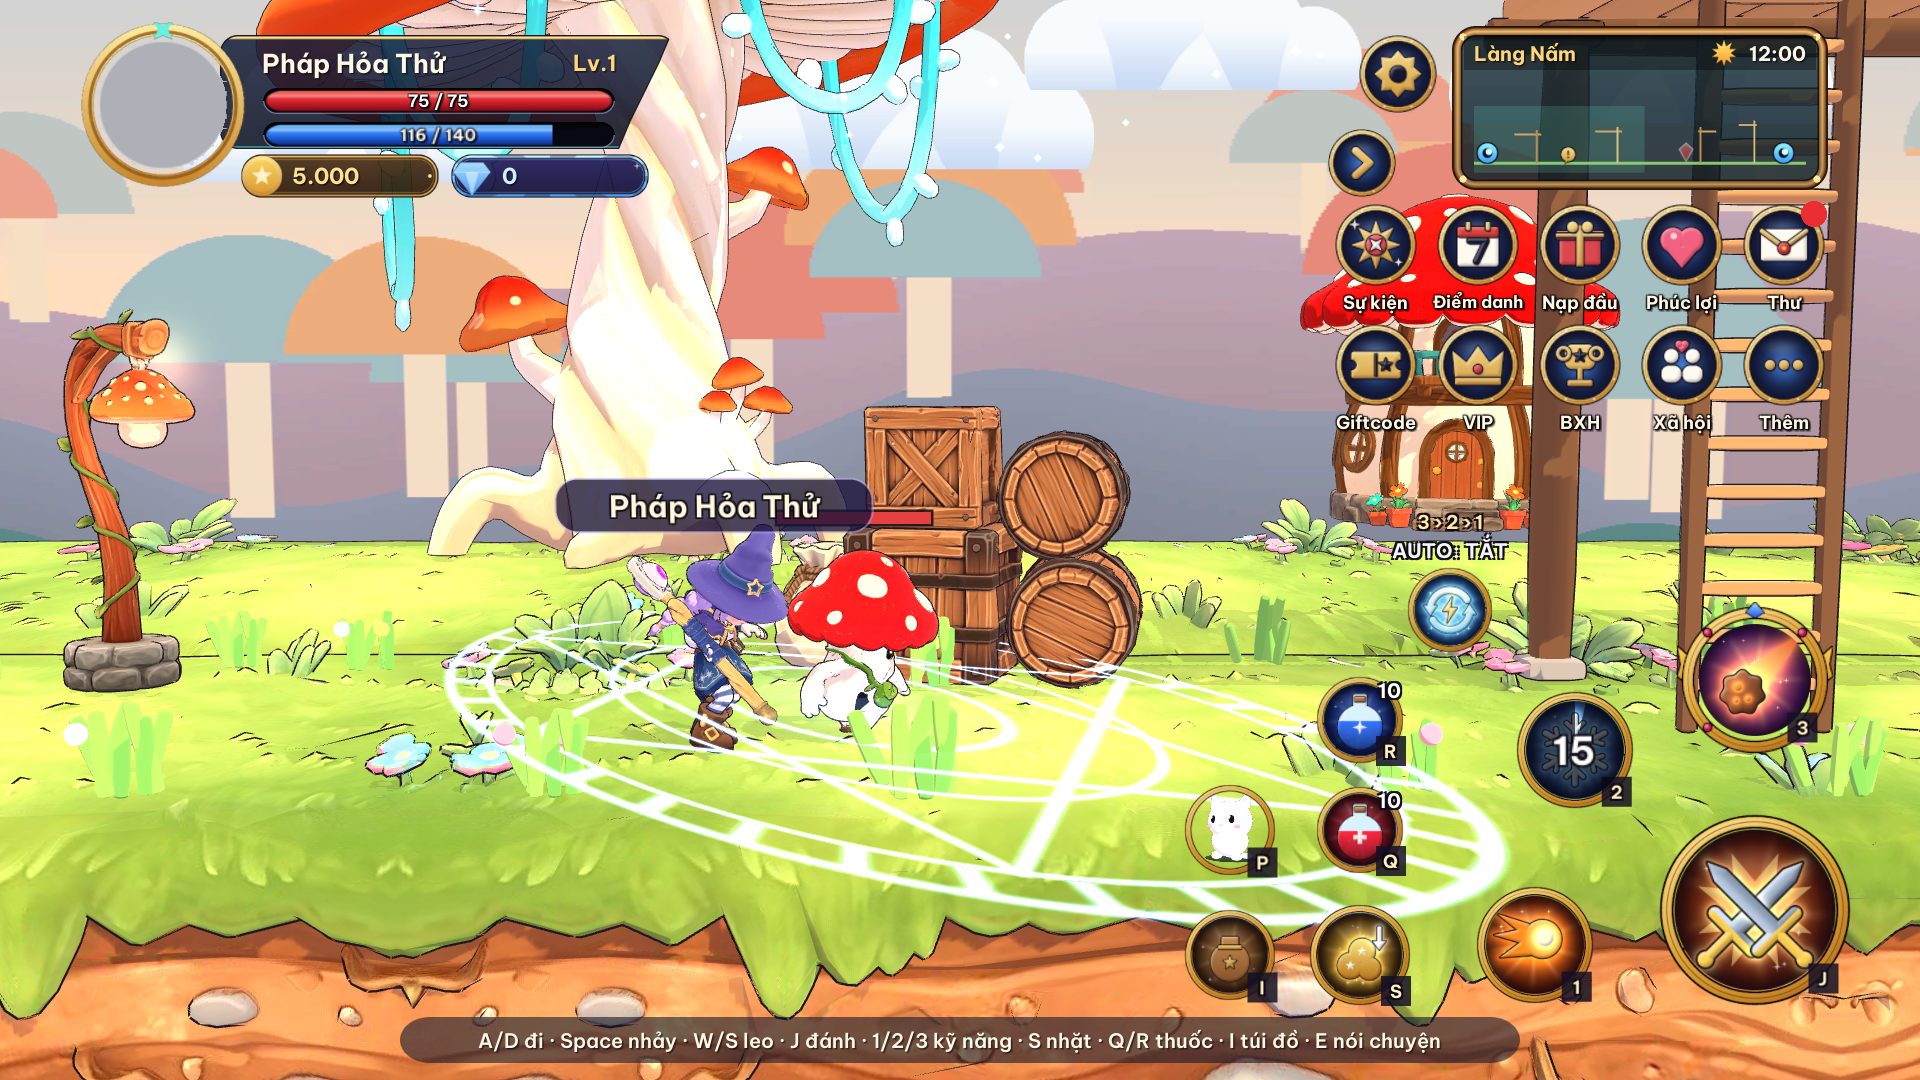 Pháp Hỏa Thử
Lv.1
75 / 75
116 / 140
5.000
0
Làng Nấm
12:00
7
Sự kiện
Điểm danh
Nạp đầu
Phúc lợi
Thư
Giftcode
VIP
BXH
Xã hội
Thêm
Pháp Hỏa Thử
3>2>1
AUTO: TẮT
10
R
10
Q
P
15
2
3
I
S
1
J
A/D đi · Space nhảy · W/S leo · J đánh · 1/2/3 kỹ năng · S nhặt · Q/R thuốc · I túi đồ · E nói chuyện